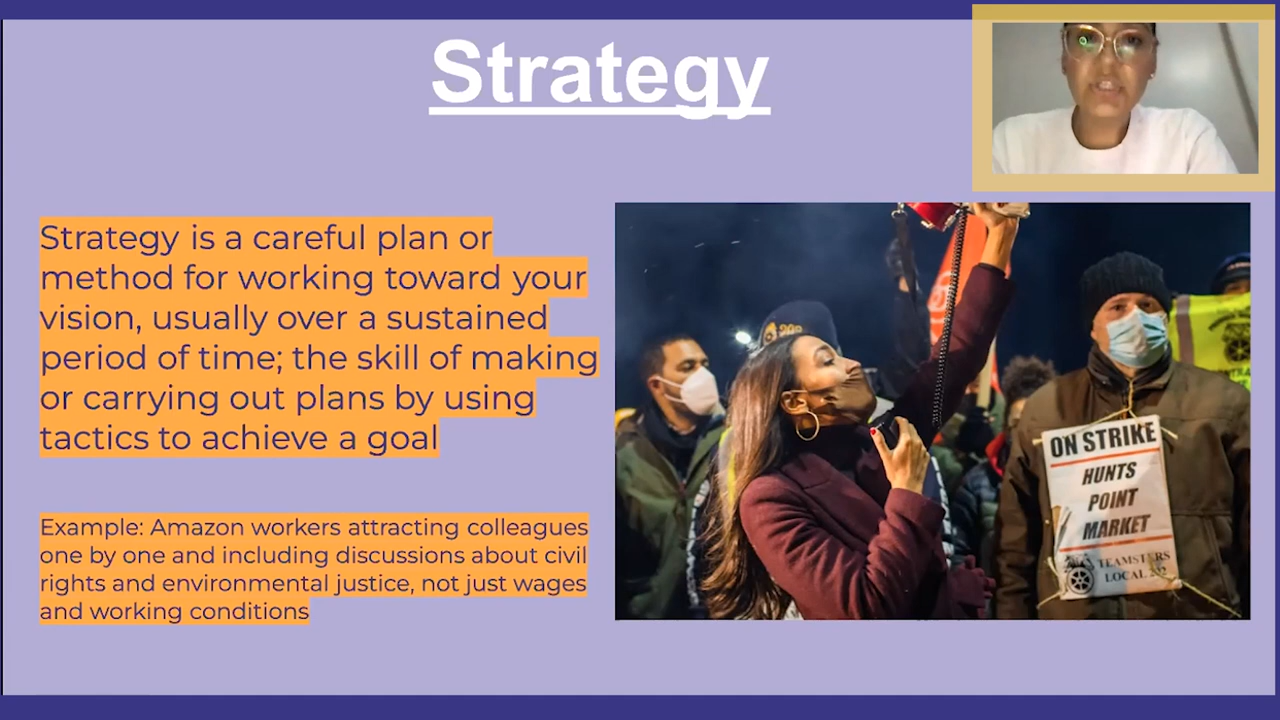 Strategy
Strategy is a careful plan or
method for working toward your
vision, usually over a sustained
period of time; the skill of making
or carrying out plans by using
tactics to achieve a goal
Example: Amazon workers attracting colleagues
one by one and including discussions about civil
rights and environmental justice, not just wages
and working conditions
ON STRIKE
HUNTS
POINT
MARKET
TEAMSTERS
LOCAL 202